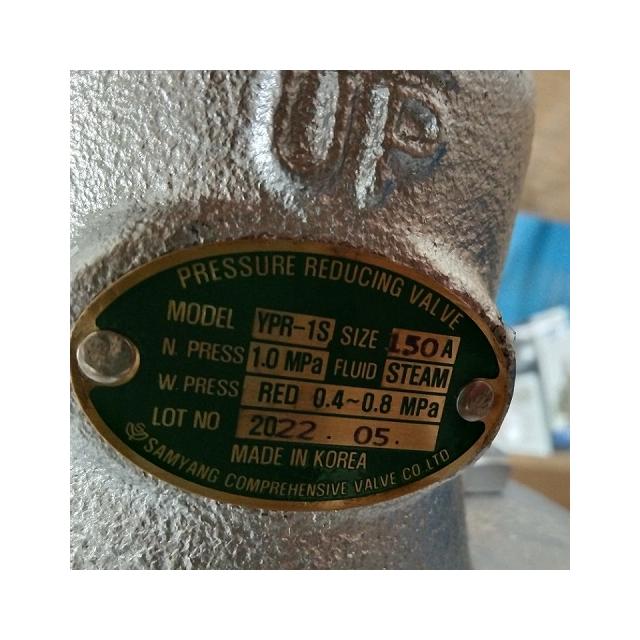 UP
PRESSURE REDUCING VALVE
MODEL YPR-1S SIZE 150 A
N. PRESS 1.0 MPa FLUID STEAM
W. PRESS RED 0.4~0.8 MPa
LOT NO 2022. 05.
MADE IN KOREA
SAMYANG COMPREHENSIVE VALVE CO.LTD